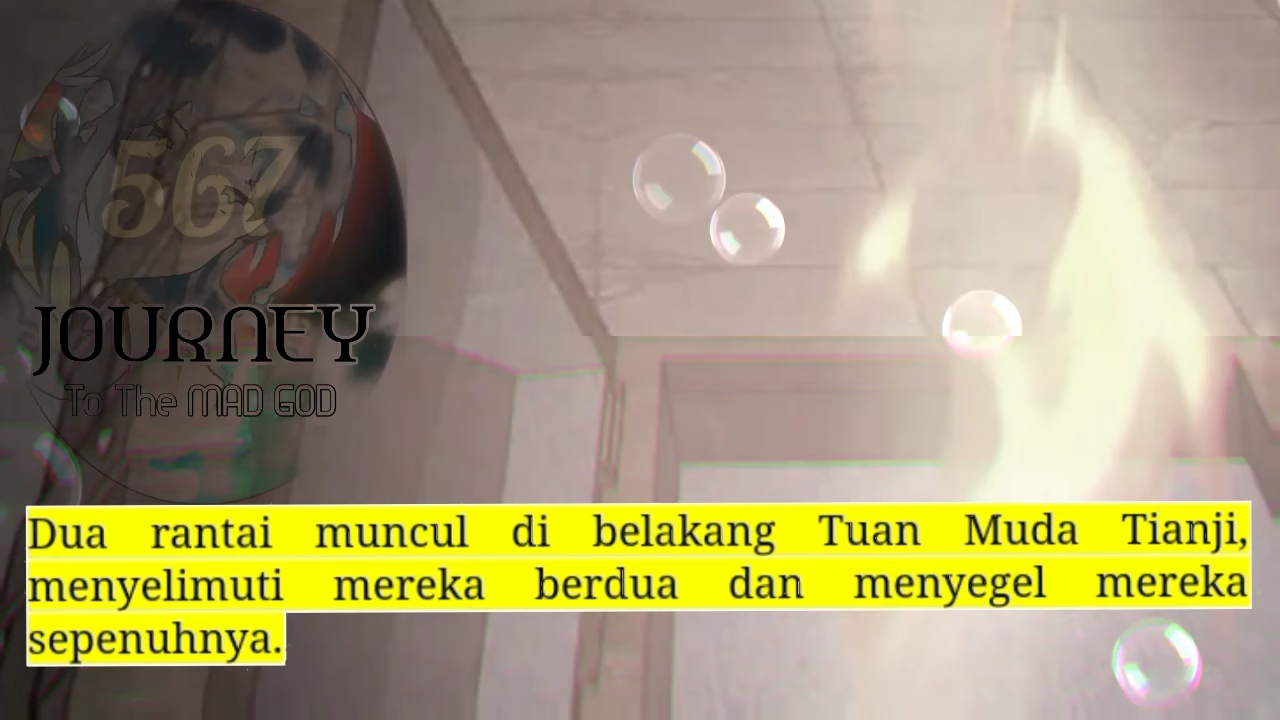 567
JOURNEY
To The MAD GOD
Dua rantai muncul di belakang Tuan Muda Tianji,
menyelimuti mereka berdua dan menyegel mereka
sepenuhnya.